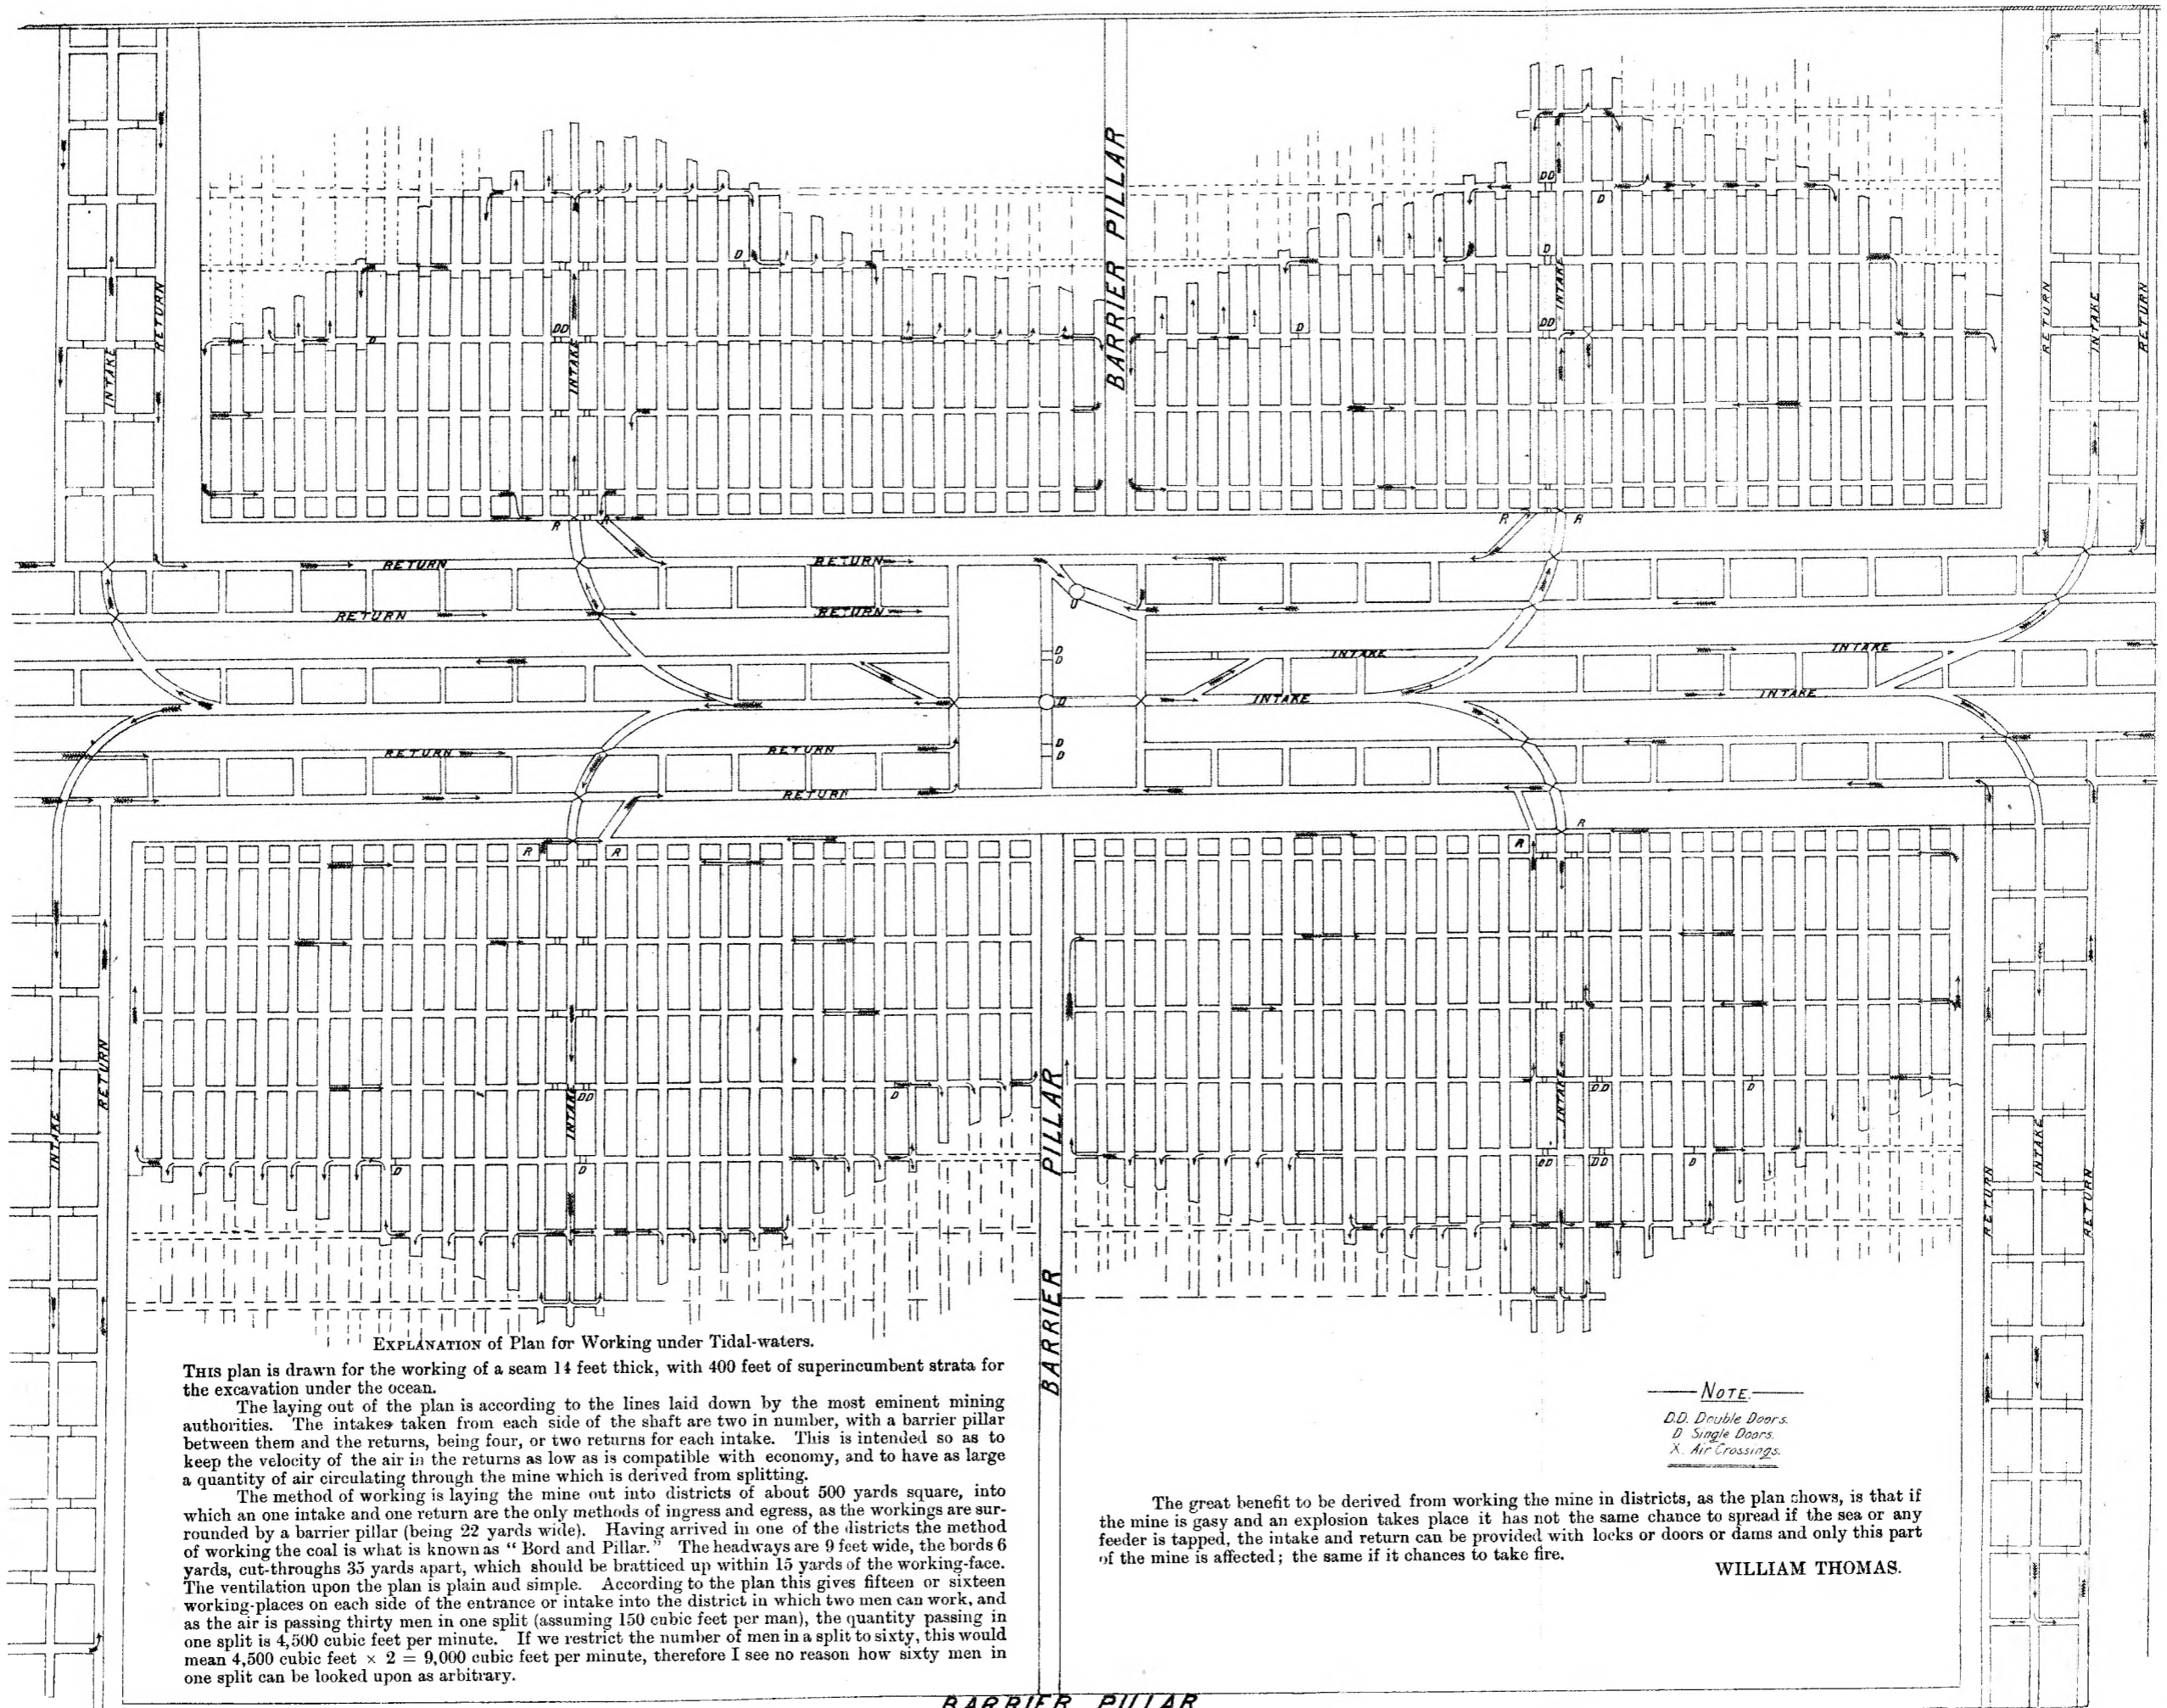 BARRIER PILLAR
D
DD
D
D
DD
D
DD
D
D
INTAKE
RETURN
INTAKE
INTAKE
RETURN
INTAKE
RETURN
R
R
R
R
RETURN
RETURN
RETURN
RETURN
U
D
D
INTAKE
INTAKE
D
INTAKE
INTAKE
D
D
RETURN
RETURN
RETURN
R
R
R
R
RETURN
INTAKE
INTAKE
DD
D
D
D
BARRIER PILLAR
INTAKE
DD
D
DD
DD
D
RETURN
INTAKE
RETURN
EXPLANATION of Plan for Working under Tidal-waters.
THIS plan is drawn for the working of a seam 14 feet thick, with 400 feet of superincumbent strata for
the excavation under the ocean.
The laying out of the plan is according to the lines laid down by the most eminent mining
authorities. The intakes taken from each side of the shaft are two in number, with a barrier pillar
between them and the returns, being four, or two returns for each intake. This is intended so as to
keep the velocity of the air in the returns as low as is compatible with economy, and to have as large
a quantity of air circulating through the mine which is derived from splitting.
The method of working is laying the mine out into districts of about 500 yards square, into
which an one intake and one return are the only methods of ingress and egress, as the workings are sur-
rounded by a barrier pillar (being 22 yards wide). Having arrived in one of the districts the method
of working the coal is what is known as “ Bord and Pillar.” The headways are 9 feet wide, the bords 6
yards, cut-throughs 35 yards apart, which should be bratticed up within 15 yards of the working-face.
The ventilation upon the plan is plain and simple. According to the plan this gives fifteen or sixteen
working-places on each side of the entrance or intake into the district in which two men can work, and
as the air is passing thirty men in one split (assuming 150 cubic feet per man), the quantity passing in
one split is 4,500 cubic feet per minute. If we restrict the number of men in a split to sixty, this would
mean 4,500 cubic feet × 2 = 9,000 cubic feet per minute, therefore I see no reason how sixty men in
one split can be looked upon as arbitrary.
BARRIER
NOTE.
D.D. Double Doors.
D Single Doors.
X. Air Crossings.
The great benefit to be derived from working the mine in districts, as the plan shows, is that if
the mine is gasy and an explosion takes place it has not the same chance to spread if the sea or any
feeder is tapped, the intake and return can be provided with locks or doors or dams and only this part
of the mine is affected; the same if it chances to take fire.
WILLIAM THOMAS.
BARRIER PILLAR